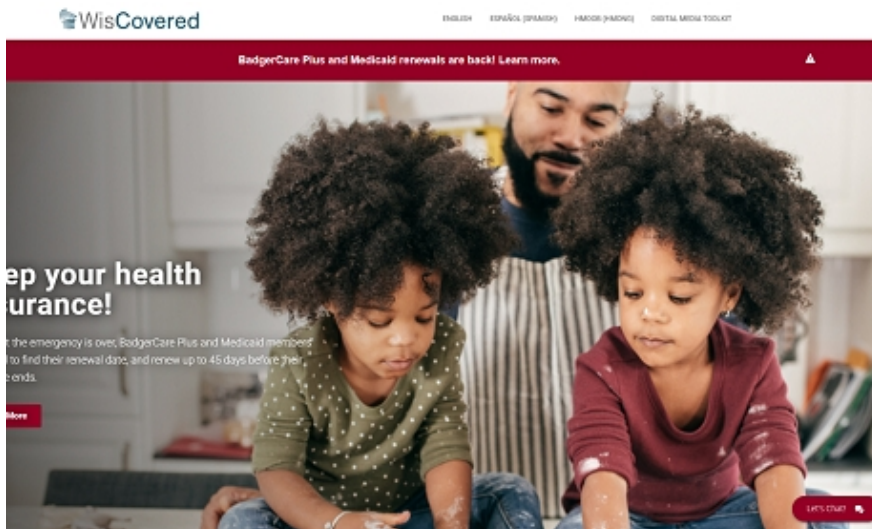 WisCovered
ENGLISH ESPAÑOL (SPANISH) HMOOB (HMONG) DIGITAL MEDIA TOOLKIT
BadgerCare Plus and Medicaid renewals are back! Learn more.
ep your health
urance!
t the emergency is over, BadgerCare Plus and Medicaid members
to find their renewal date, and renew up to 45 days before their
ends.
More
Let's Chat!